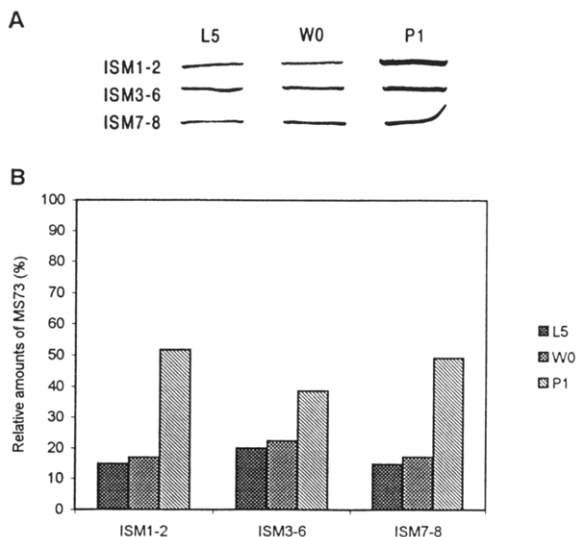 A
L5 W0 P1
ISM1-2
ISM3-6
ISM7-8
B
Relative amounts of MS73 (%)
100
90
80
70
60
50
40
30
20
10
0
ISM1-2 ISM3-6 ISM7-8
L5
W0
P1